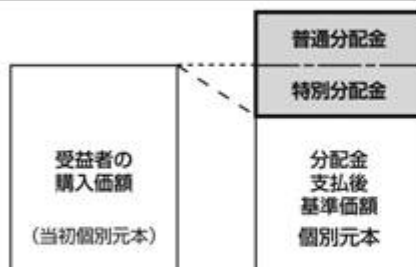 普通分配金
特別分配金
受益者の
購入価額
(当初個別元本)
分配金
支払後
基準価額
個別元本